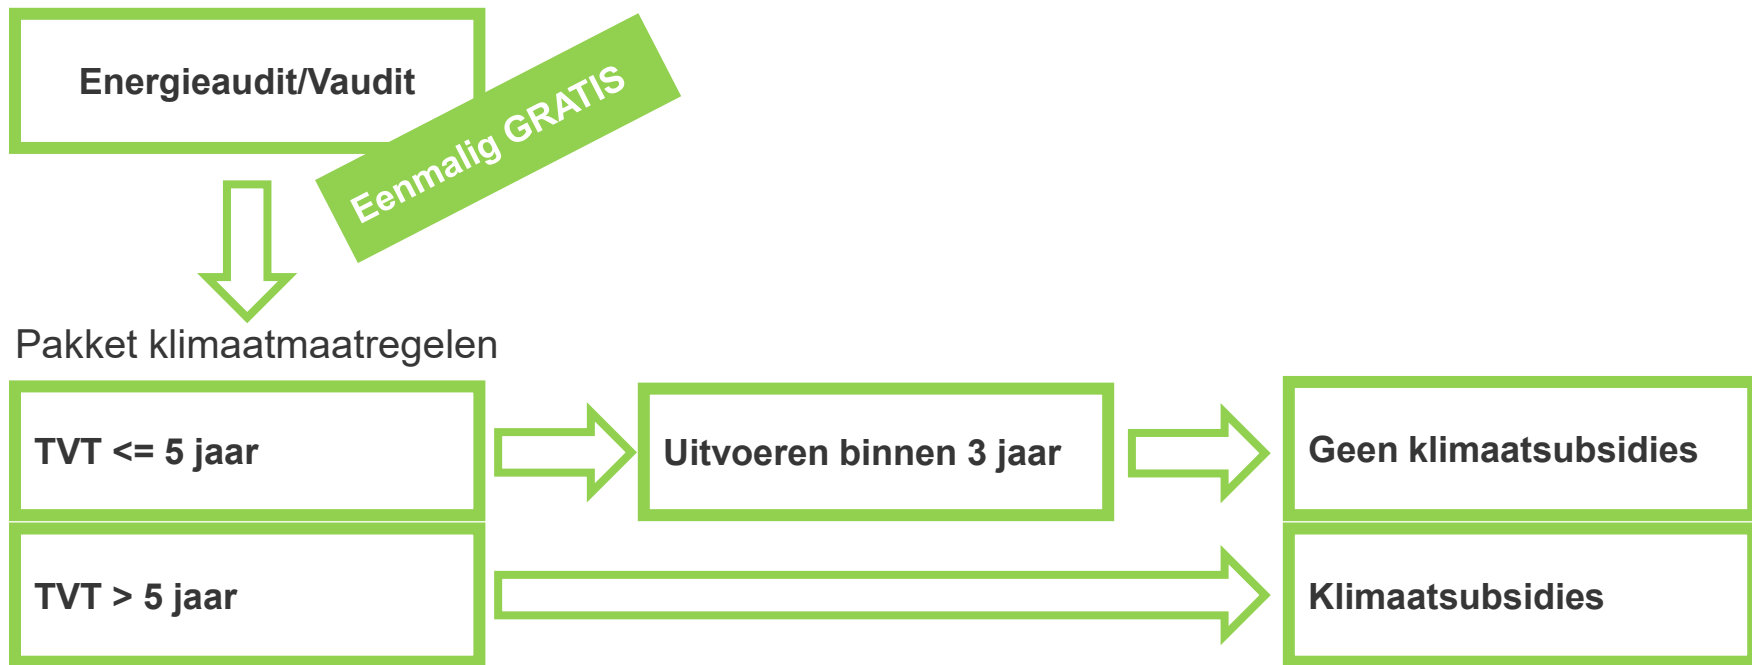 Energieaudit/Vaudit
Eenmalig GRATIS
Pakket klimaatmaatregelen
TVT <= 5 jaar
Uitvoeren binnen 3 jaar
Geen klimaatsubsidies
TVT > 5 jaar
Klimaatsubsidies